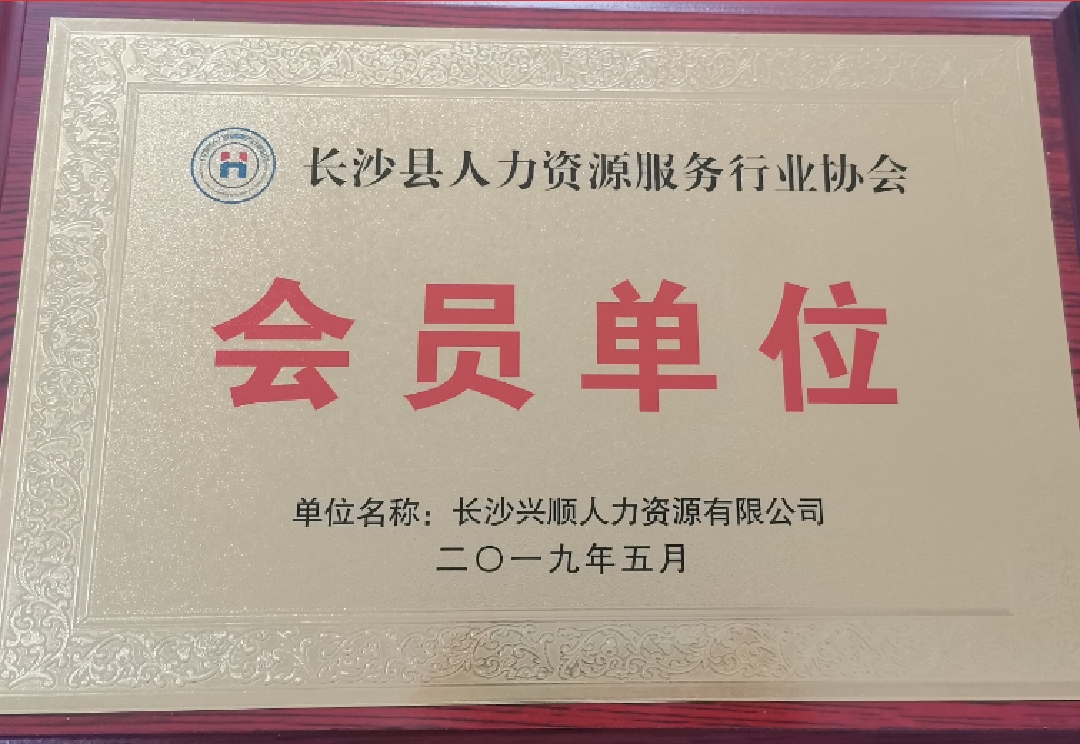 长沙县人力资源服务行业协会
会员单位
单位名称：长沙兴顺人力资源有限公司
二〇一九年五月